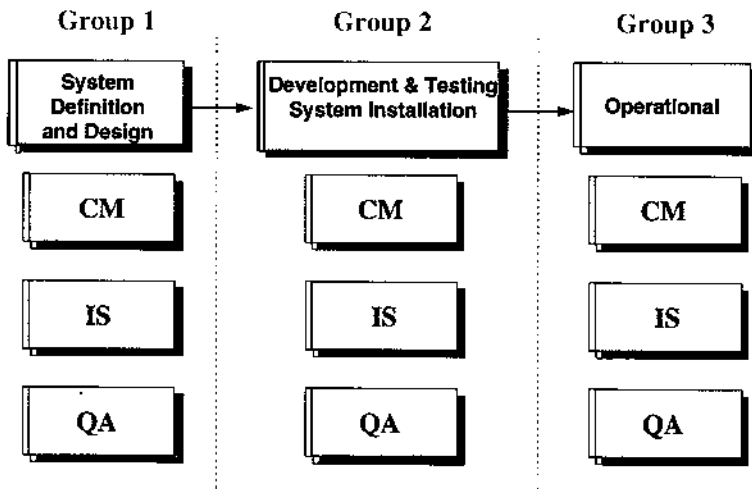 Group 1
Group 2
Group 3
System
Definition
and Design
Development & Testing
System Installation
Operational
CM
CM
CM
IS
IS
IS
QA
QA
QA